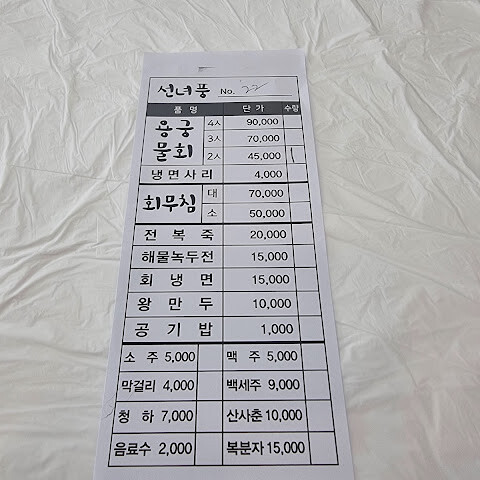 선녀풍 No. 22
품 명 단 가 수량
용궁 물회 4人 90,000
3人 70,000
2人 45,000 1
냉면사리 4,000
회무침 대 70,000
소 50,000
전복죽 20,000
해물녹두전 15,000
회냉면 15,000
왕만두 10,000
공기밥 1,000
소 주 5,000 맥 주 5,000
막걸리 4,000 백세주 9,000
청 하 7,000 산사춘 10,000
음료수 2,000 복분자 15,000